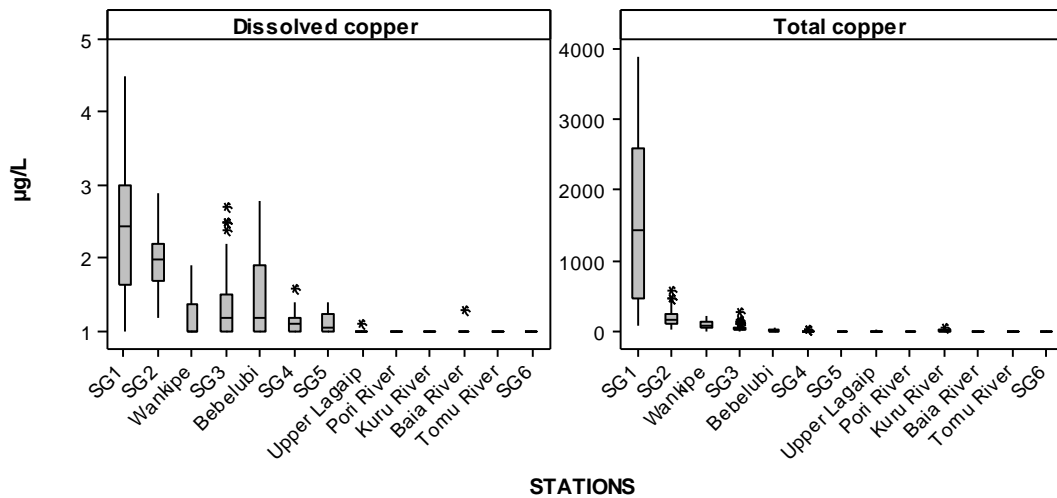 Dissolved copper
Total copper
µg/L
5
4
3
2
1
4000
3000
2000
1000
0
SG1
SG2
Wankipe
SG3
Bebelubi
SG4
SG5
Upper Lagaip
Pori River
Kuru River
Baia River
Tomu River
SG6
SG1
SG2
Wankipe
SG3
Bebelubi
SG4
SG5
Upper Lagaip
Pori River
Kuru River
Baia River
Tomu River
SG6
STATIONS